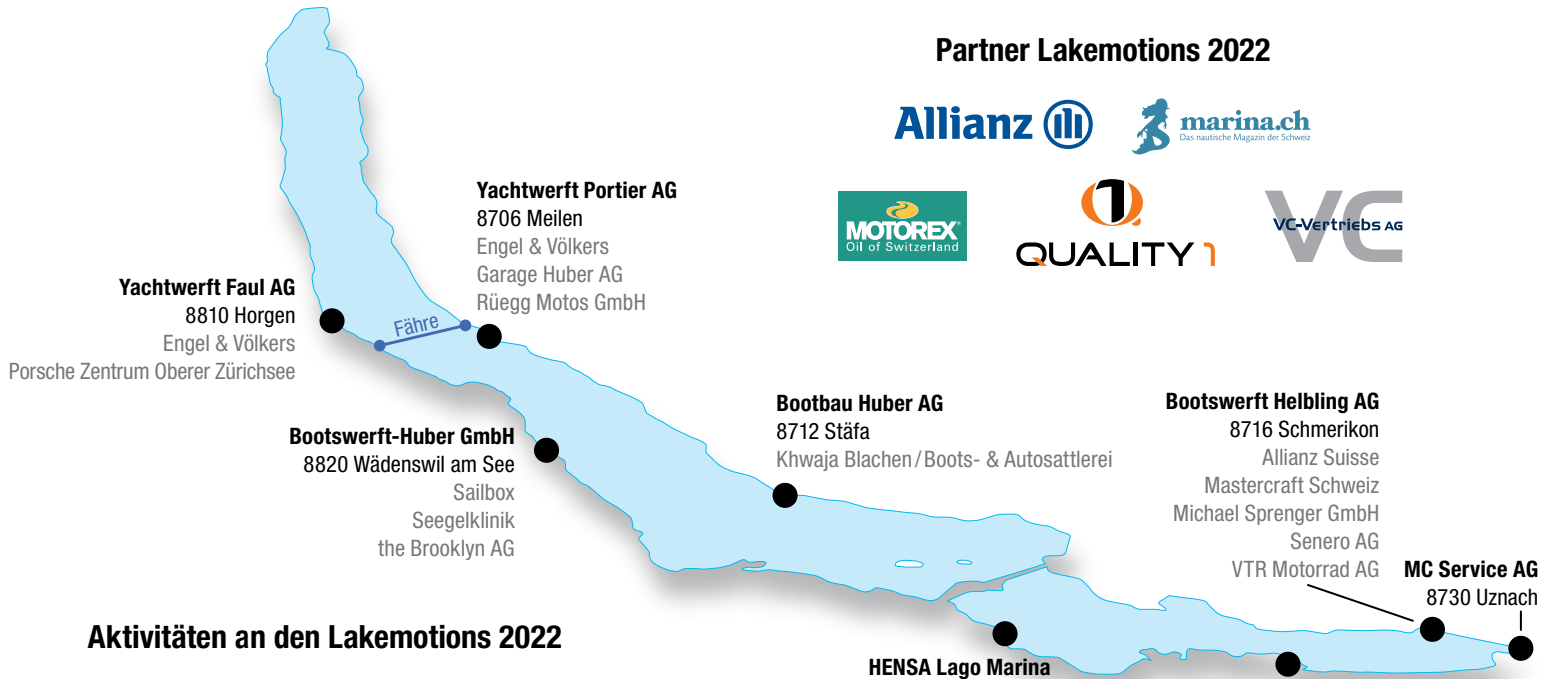 Partner Lakemotions 2022
Allianz
marina.ch
Das nautische Magazin der Schweiz
MOTOREX®
Oil of Switzerland
QUALITY 1
VC
VC-Vertriebs AG
Yachtwerft Portier AG
8706 Meilen
Engel & Völkers
Garage Huber AG
Rüegg Motos GmbH
Yachtwerft Faul AG
8810 Horgen
Engel & Völkers
Porsche Zentrum Oberer Zürichsee
Fähre
Bootswerft-Huber GmbH
8820 Wädenswil am See
Sailbox
Seegelklinik
the Brooklyn AG
Bootbau Huber AG
8712 Stäfa
Khwaja Blachen/Boots- & Autosattlerei
Bootswerft Helbling AG
8716 Schmerikon
Allianz Suisse
Mastercraft Schweiz
Michael Sprenger GmbH
Senero AG
VTR Motorrad AG
MC Service AG
8730 Uznach
Aktivitäten an den Lakemotions 2022
HENSA Lago Marina